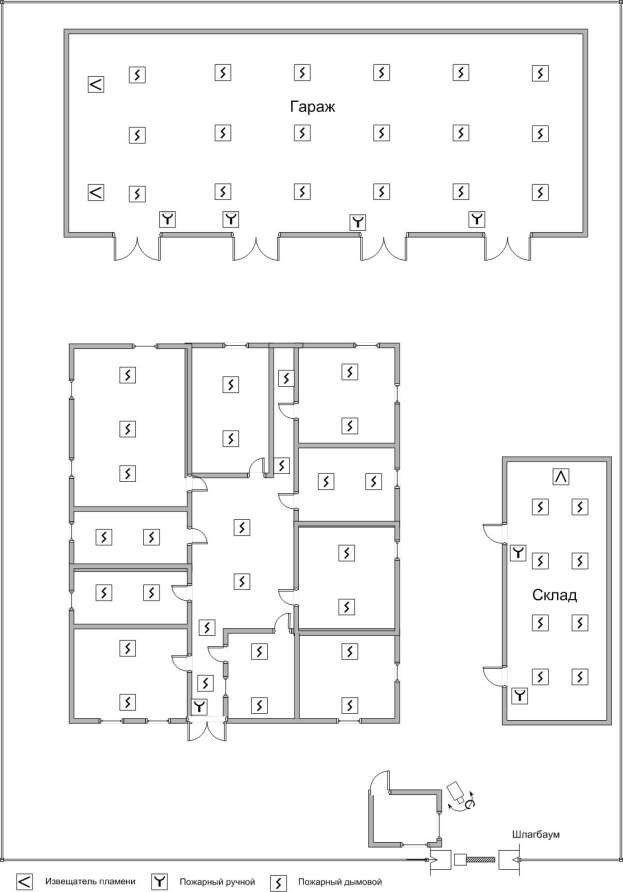 Гараж
Склад
Шлагбаум
Извещатель пламени
Пожарный ручной
Пожарный дымовой